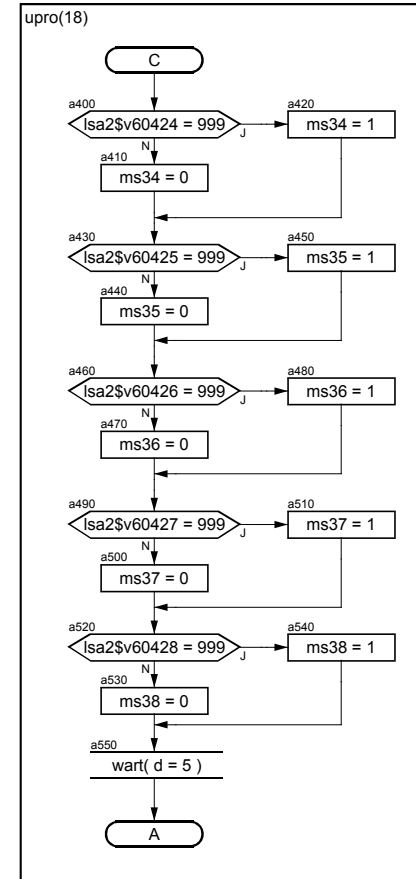 upro(18)
C
a400
lsa2$v60424 = 999
J
N
a420
ms34 = 1
a410
ms34 = 0
a430
lsa2$v60425 = 999
J
N
a450
ms35 = 1
a440
ms35 = 0
a460
lsa2$v60426 = 999
J
N
a480
ms36 = 1
a470
ms36 = 0
a490
lsa2$v60427 = 999
J
N
a510
ms37 = 1
a500
ms37 = 0
a520
lsa2$v60428 = 999
J
N
a540
ms38 = 1
a530
ms38 = 0
a550
wart( d = 5 )
A